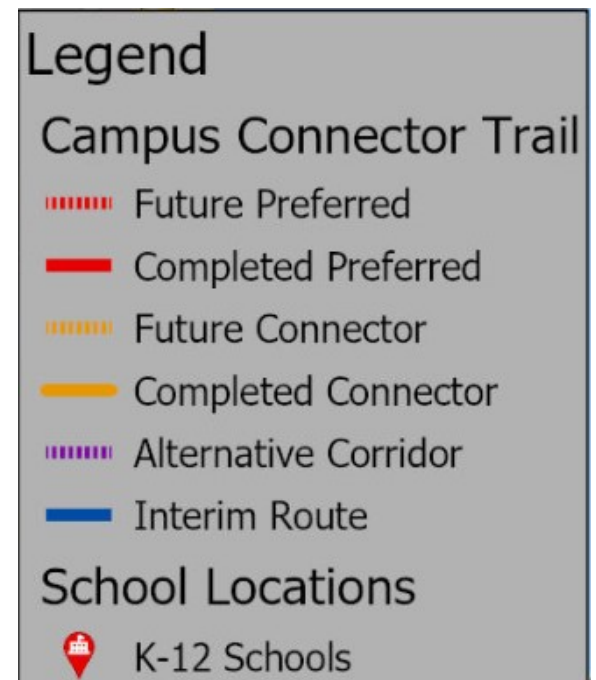 Legend
Campus Connector Trail
Future Preferred
Completed Preferred
Future Connector
Completed Connector
Alternative Corridor
Interim Route
School Locations
K-12 Schools